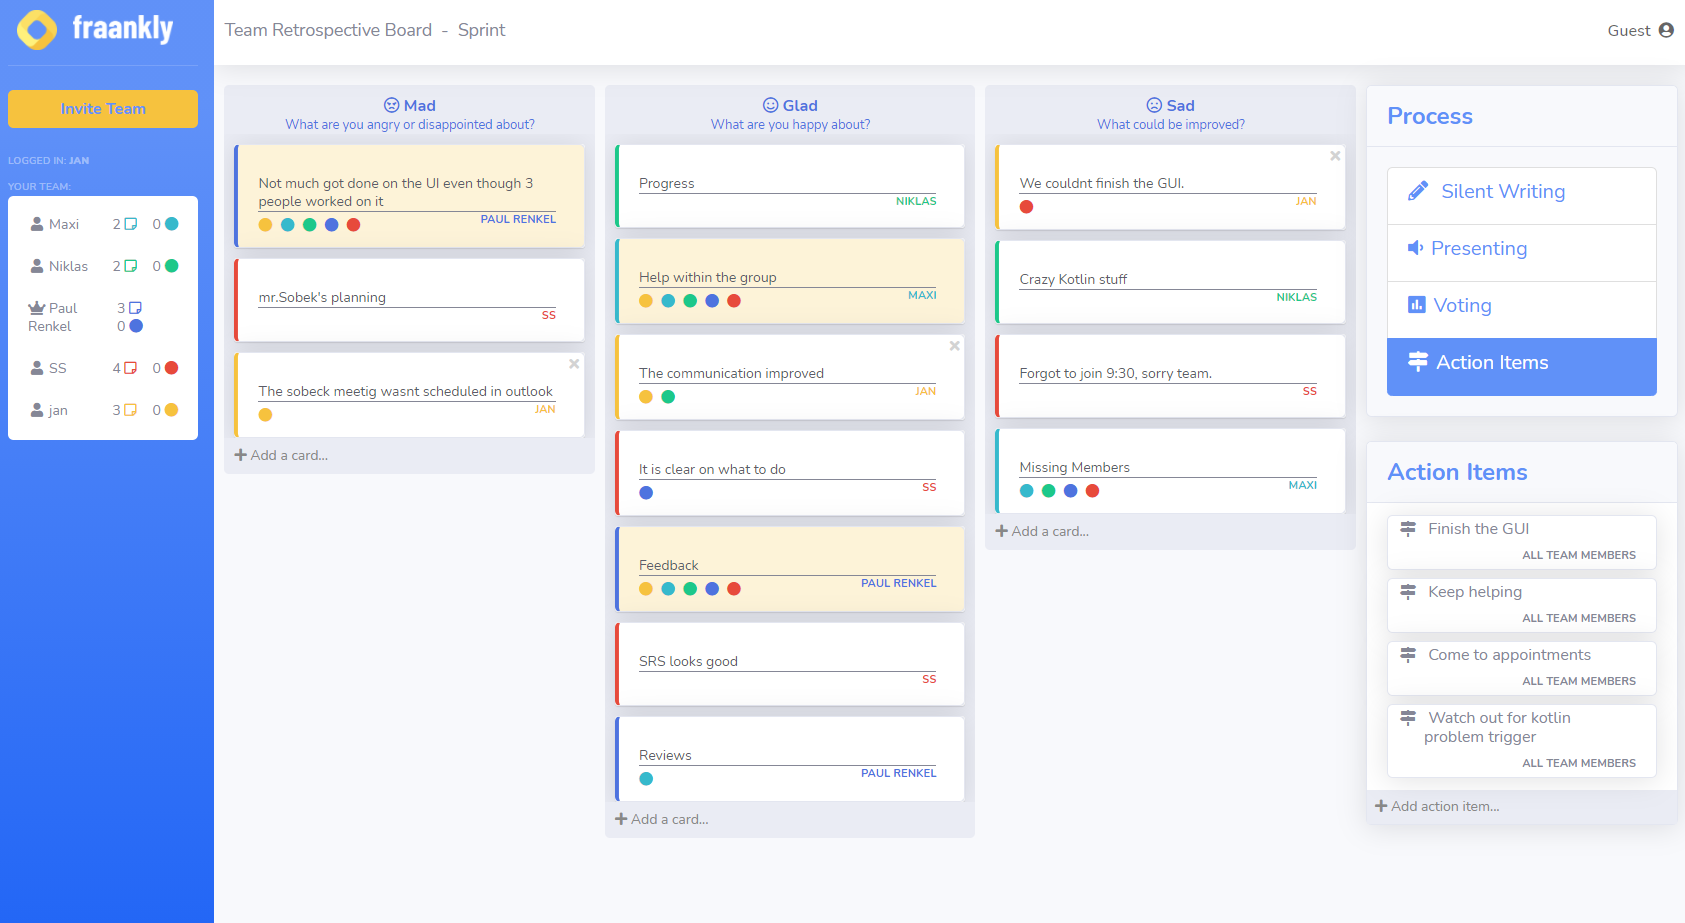 fraankly
Invite Team
LOGGED IN: JAN
YOUR TEAM:
Maxi 2 0
Niklas 2 0
Paul 3
Renkel 0
SS 4 0
jan 3 0
Team Retrospective Board - Sprint
Guest
Mad
What are you angry or disappointed about?
Not much got done on the UI even though 3
people worked on it
PAUL RENKEL
mr.Sobek's planning
SS
The sobeck meetig wasnt scheduled in outlook
JAN
Add a card...
Glad
What are you happy about?
Progress
NIKLAS
Help within the group
MAXI
The communication improved
JAN
It is clear on what to do
SS
Feedback
PAUL RENKEL
SRS looks good
SS
Reviews
PAUL RENKEL
Add a card...
Sad
What could be improved?
We couldnt finish the GUI.
JAN
Crazy Kotlin stuff
NIKLAS
Forgot to join 9:30, sorry team.
SS
Missing Members
MAXI
Add a card...
Process
Silent Writing
Presenting
Voting
Action Items
Action Items
Finish the GUI
ALL TEAM MEMBERS
Keep helping
ALL TEAM MEMBERS
Come to appointments
ALL TEAM MEMBERS
Watch out for kotlin
problem trigger
ALL TEAM MEMBERS
Add action item...